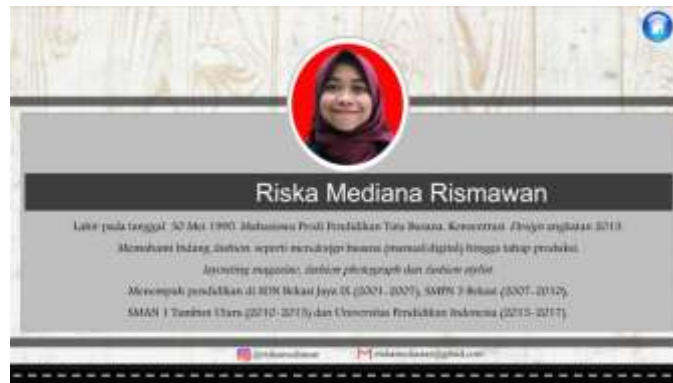 Riska Mediana Rismawan
Lahir pada tanggal 30 Mei 1995. Mahasiswa Prodi Pendidikan Tata Busana, Konsentrasi Design angkatan 2013.
Memahami bidang fashion seperti mendesign busana (manual/digital) hingga tahap produksi,
layouting magazine, fashion photograph dan fashion stylist.
Menempuh pendidikan di SDN Bekasi Jaya IX (2001-2007), SMPN 3 Bekasi (2007-2010),
SMAN 1 Tambun Utara (2010-2013) dan Universitas Pendidikan Indonesia (2013-2017).